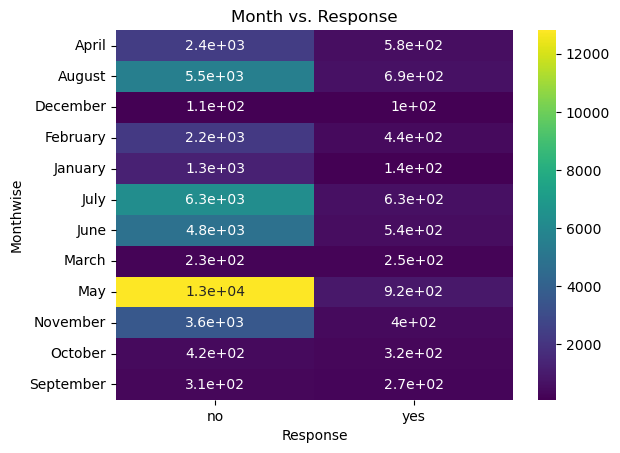 Month vs. Response
April 2.4e+03 5.8e+02
August 5.5e+03 6.9e+02
December 1.1e+02 1e+02
February 2.2e+03 4.4e+02
January 1.3e+03 1.4e+02
July 6.3e+03 6.3e+02
June 4.8e+03 5.4e+02
March 2.3e+02 2.5e+02
May 1.3e+04 9.2e+02
November 3.6e+03 4e+02
October 4.2e+02 3.2e+02
September 3.1e+02 2.7e+02
no yes
Response
Monthwise
12000
10000
8000
6000
4000
2000